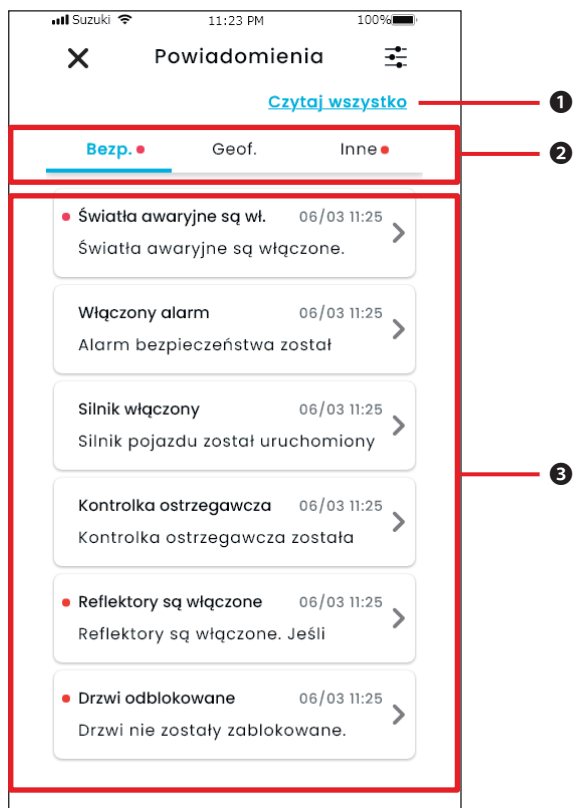 Suzuki 11:23 PM 100%
Powiadomienia
Czytaj wszystko
❶
Bezp. Geof. Inne
❷
Światła awaryjne są wł. 06/03 11:25
Światła awaryjne są włączone.
Włączony alarm 06/03 11:25
Alarm bezpieczeństwa został
Silnik włączony 06/03 11:25
Silnik pojazdu został uruchomiony
❸
Kontrolka ostrzegawcza 06/03 11:25
Kontrolka ostrzegawcza została
Reflektory są włączone 06/03 11:25
Reflektory są włączone. Jeśli
Drzwi odblokowane 06/03 11:25
Drzwi nie zostały zablokowane.